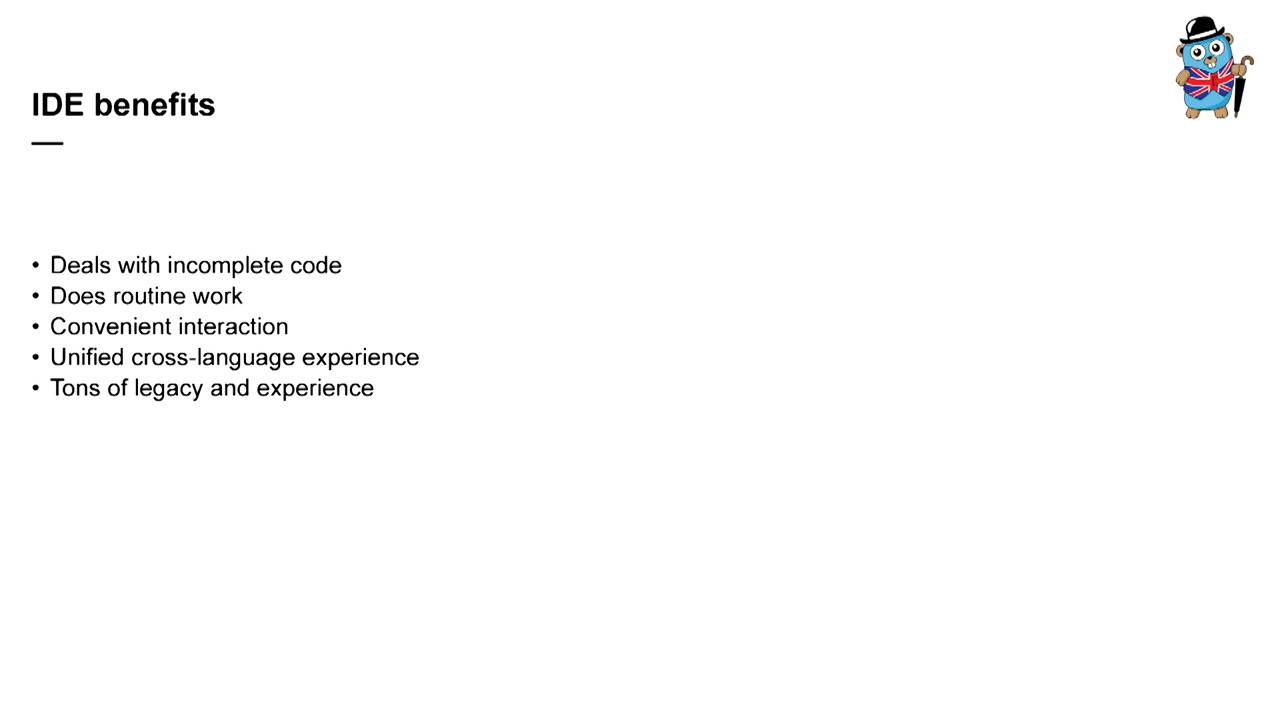 IDE benefits
• Deals with incomplete code
• Does routine work
• Convenient interaction
• Unified cross-language experience
• Tons of legacy and experience